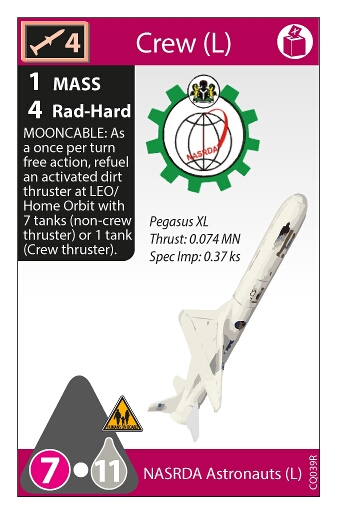 4
Crew (L)
1 MASS
4 Rad-Hard
MOONCABLE: As
a once per turn
free action, refuel
an activated dirt
thruster at LEO/
Home Orbit with
7 tanks (non-crew
thruster) or 1 tank
(Crew thruster).
NASRDA
Pegasus XL
Thrust: 0.074 MN
Spec Imp: 0.37 ks
7 • 11
NASRDA Astronauts (L)
CQ039R